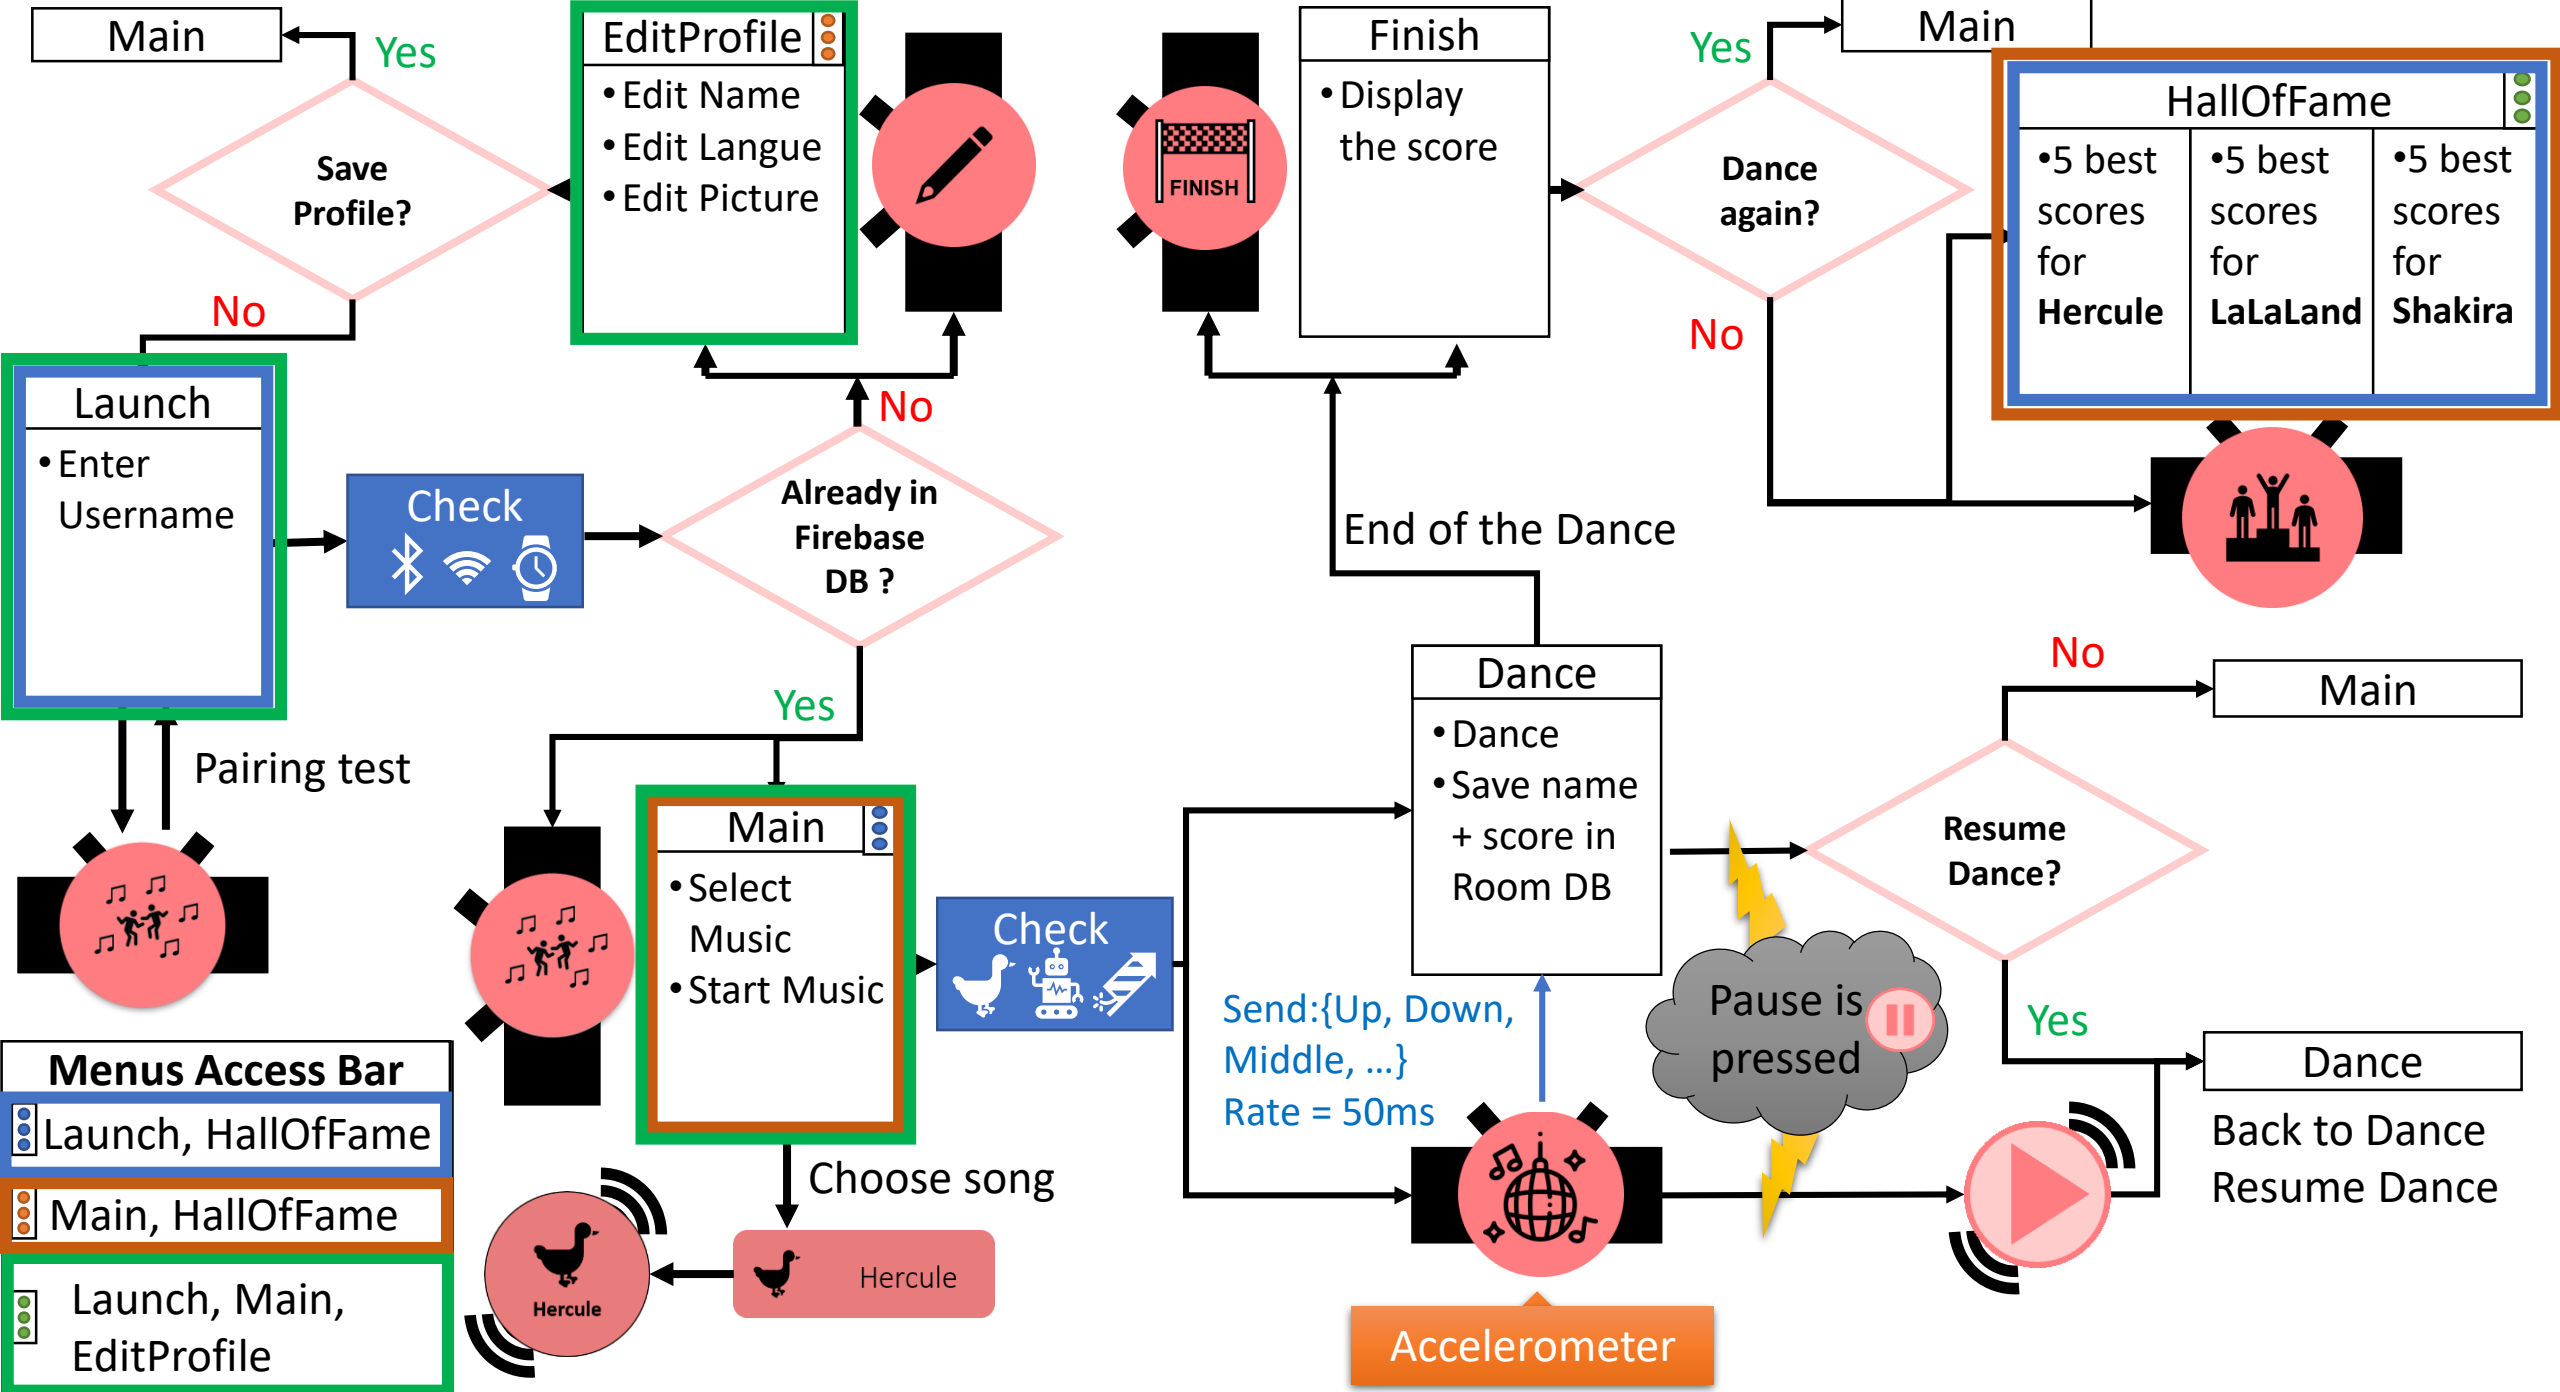 Main
Yes
Save
Profile?
No
EditProfile
•Edit Name
•Edit Langue
•Edit Picture
FINISH
Finish
•Display
the score
Yes
Main
Dance
again?
No
HallOfFame
•5 best
scores
for
Hercule
•5 best
scores
for
LaLaLand
•5 best
scores
for
Shakira
Launch
•Enter
Username
Check
No
Already in
Firebase
DB ?
Yes
Pairing test
End of the Dance
Dance
•Dance
•Save name
+ score in
Room DB
No
Main
Resume
Dance?
Yes
Dance
Back to Dance
Resume Dance
Main
•Select
Music
•Start Music
Check
Send:{Up, Down,
Middle, …}
Rate = 50ms
Pause is
pressed
Menus Access Bar
Launch, HallOfFame
Main, HallOfFame
Launch, Main,
EditProfile
Choose song
Hercule
Hercule
Accelerometer